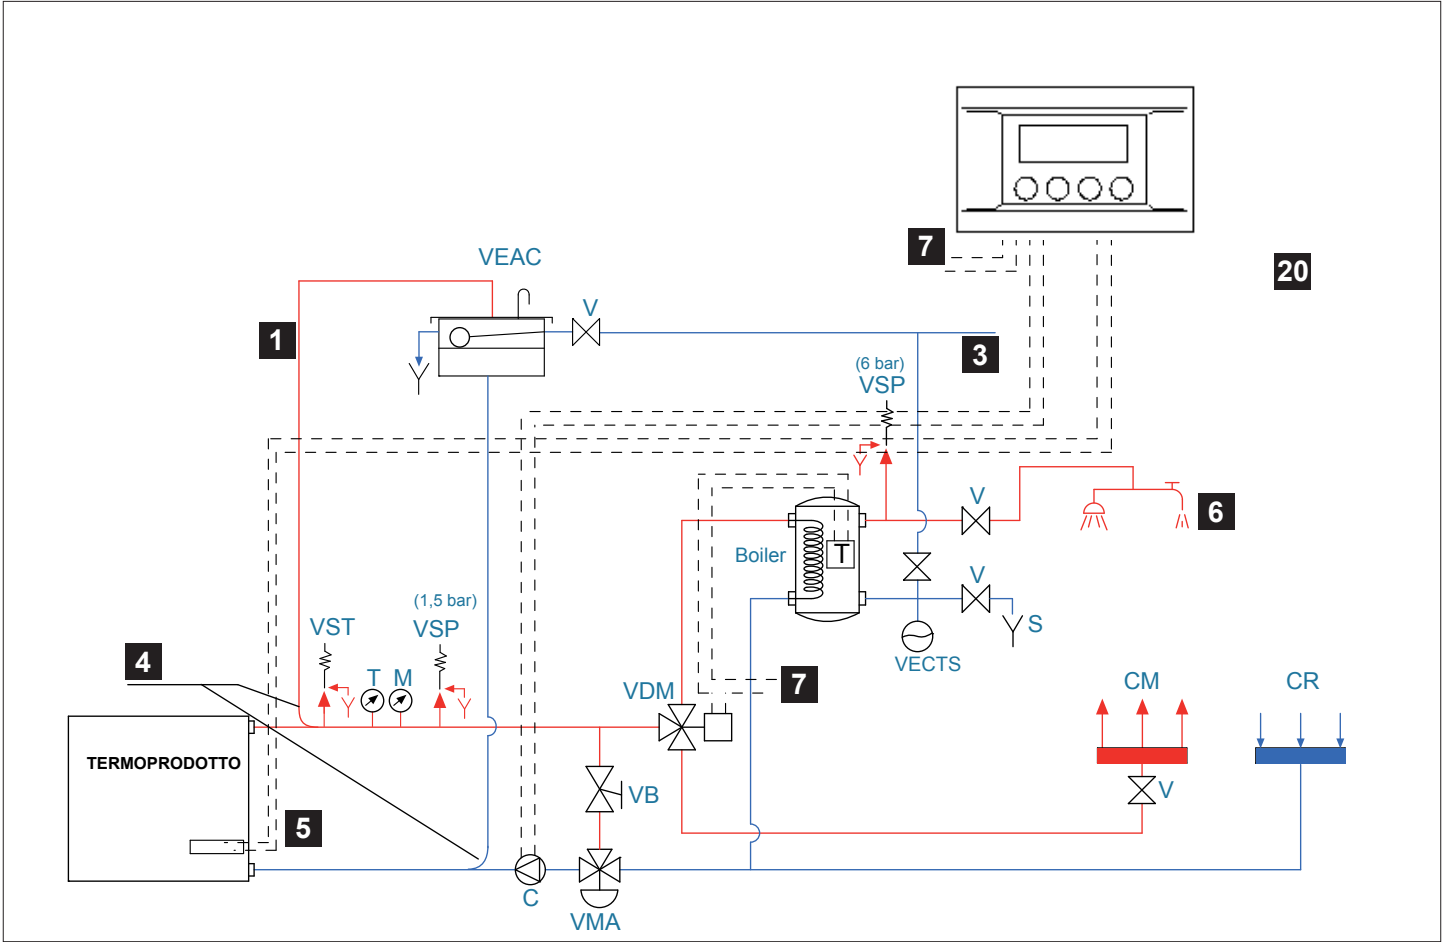 7
20
VEAC
V
1
3
(6 bar)
VSP
V
6
Boiler
T
(1,5 bar)
VST
VSP
V
S
4
T
M
VECTS
7
VDM
CM
CR
TERMOPRODOTTO
VB
V
5
C
VMA